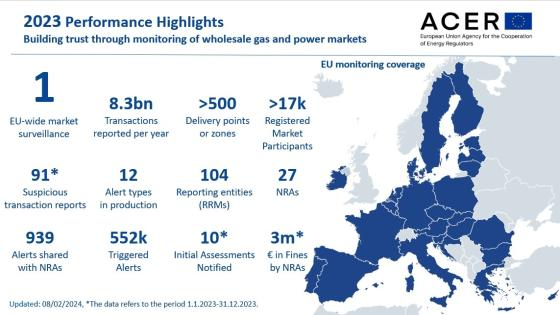 2023 Performance Highlights
Building trust through monitoring of wholesale gas and power markets
ACER
European Union Agency for the Cooperation
of Energy Regulators
EU monitoring coverage
1
EU-wide market
surveillance
8.3bn
Transactions
reported per year
>500
Delivery points
or zones
>17k
Registered
Market
Participants
91*
Suspicious
transaction reports
12
Alert types
in production
104
Reporting entities
(RRMs)
27
NRAs
939
Alerts shared
with NRAs
552k
Triggered
Alerts
10*
Initial Assessments
Notified
3m*
€ in Fines
by NRAs
Updated: 08/02/2024, *The data refers to the period 1.1.2023-31.12.2023.